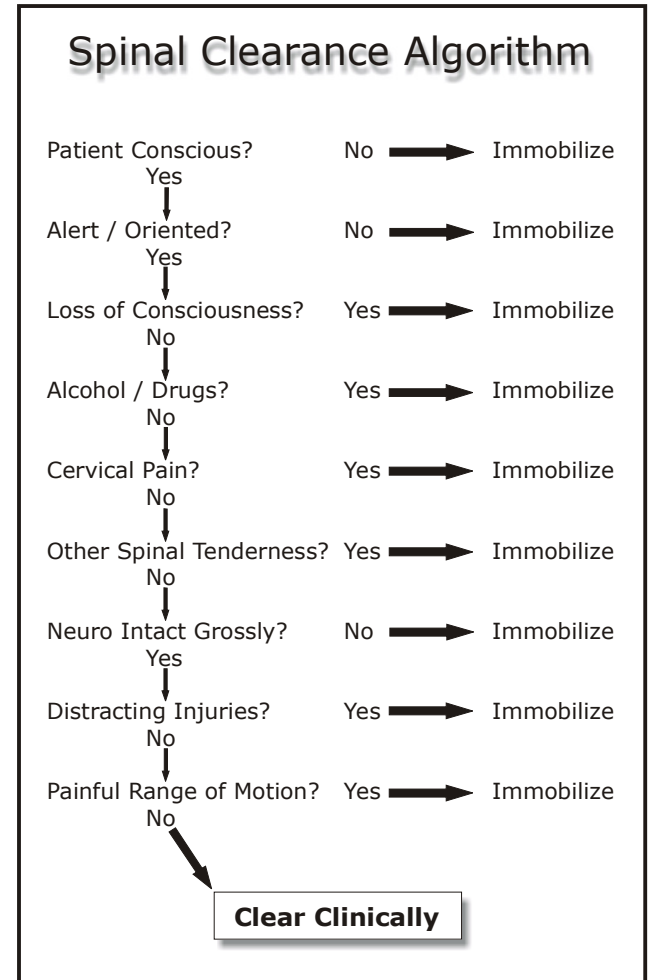 Spinal Clearance Algorithm
Patient Conscious? No Immobilize
Yes
Alert / Oriented? No Immobilize
Yes
Loss of Consciousness? Yes Immobilize
No
Alcohol / Drugs? Yes Immobilize
No
Cervical Pain? Yes Immobilize
No
Other Spinal Tenderness? Yes Immobilize
No
Neuro Intact Grossly? No Immobilize
Yes
Distracting Injuries? Yes Immobilize
No
Painful Range of Motion? Yes Immobilize
No
Clear Clinically